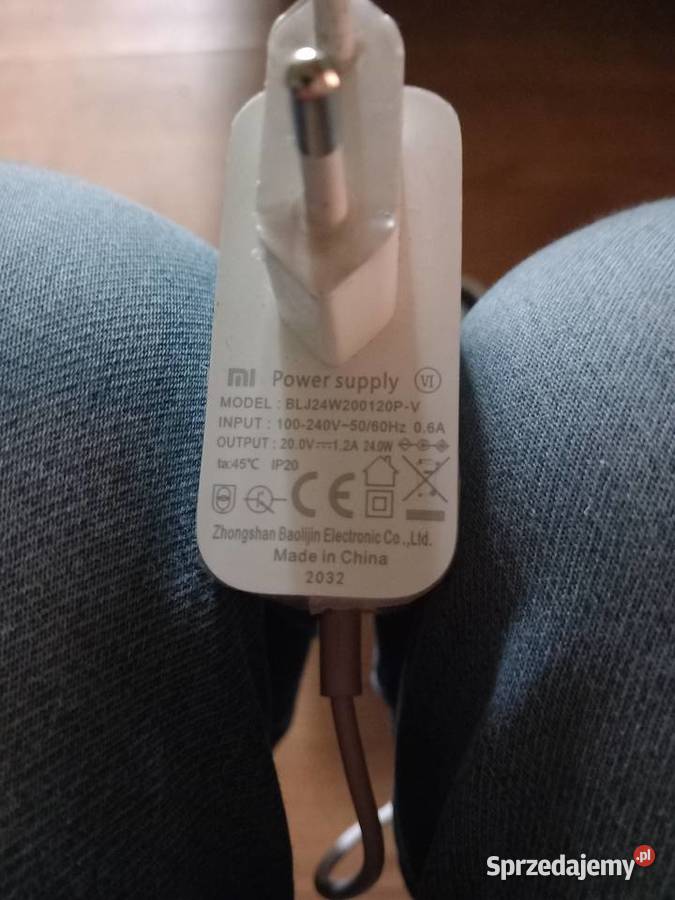 mi Power supply VI
MODEL : BLJ24W200120P-V
INPUT : 100-240V~50/60Hz 0.6A
OUTPUT : 20.0V⎓1.2A 24.0W
ta:45℃ IP20
CE
Zhongshan Baolijin Electronic Co.,Ltd.
Made in China
2032
Sprzedajemy.pl